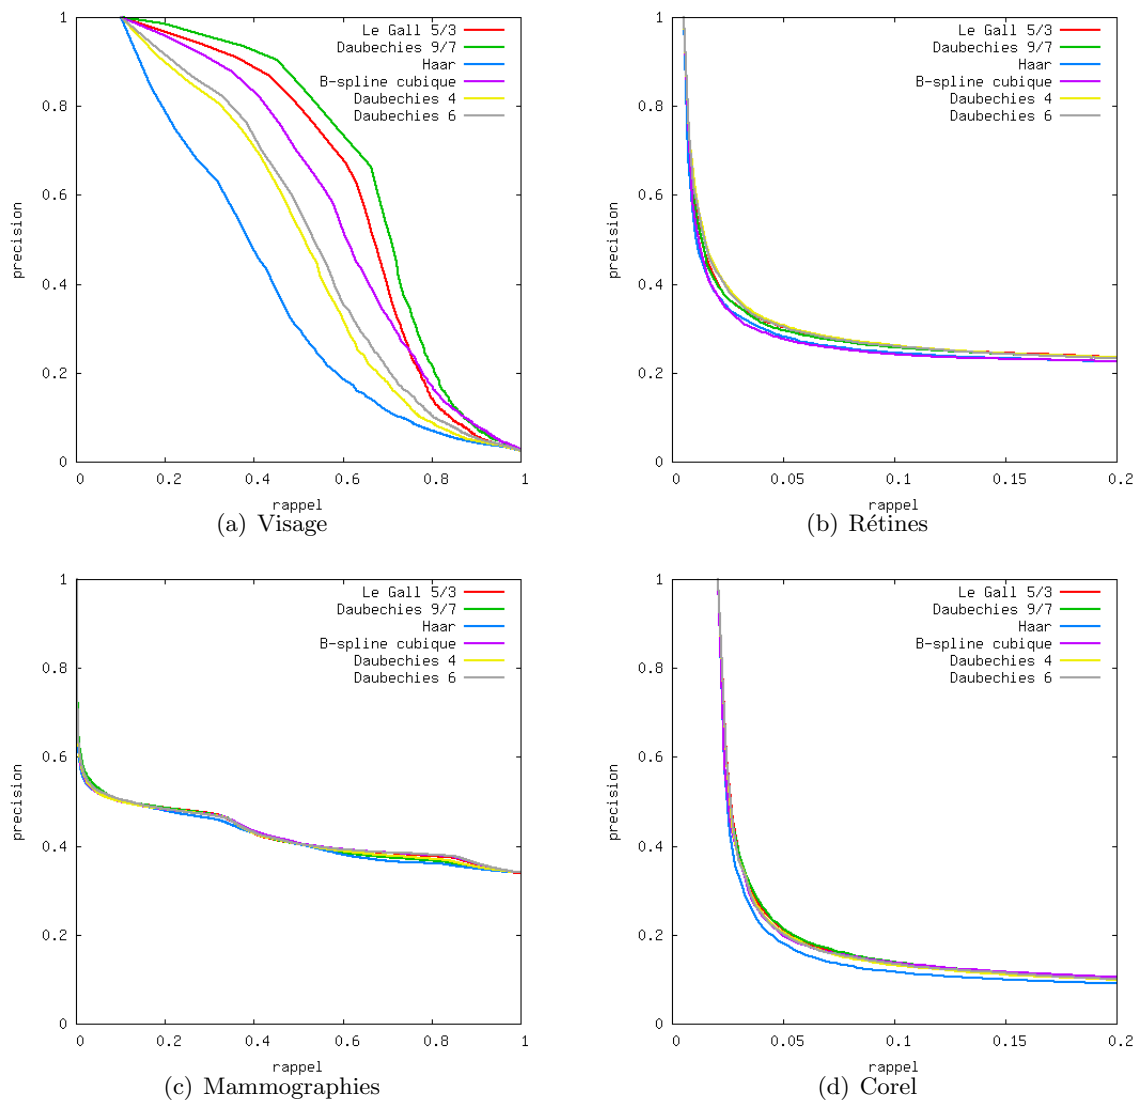 1
0.8
0.6
0.4
0.2
0
0 0.2 0.4 0.6 0.8 1
precision
rappel
Le Gall 5/3
Daubechies 9/7
Haar
B-spline cubique
Daubechies 4
Daubechies 6
(a) Visage
1
0.8
0.6
0.4
0.2
0
0 0.05 0.1 0.15 0.2
precision
rappel
Le Gall 5/3
Daubechies 9/7
Haar
B-spline cubique
Daubechies 4
Daubechies 6
(b) Rétines
1
0.8
0.6
0.4
0.2
0
0 0.2 0.4 0.6 0.8 1
precision
rappel
Le Gall 5/3
Daubechies 9/7
Haar
B-spline cubique
Daubechies 4
Daubechies 6
(c) Mammographies
1
0.8
0.6
0.4
0.2
0
0 0.05 0.1 0.15 0.2
precision
rappel
Le Gall 5/3
Daubechies 9/7
Haar
B-spline cubique
Daubechies 4
Daubechies 6
(d) Corel